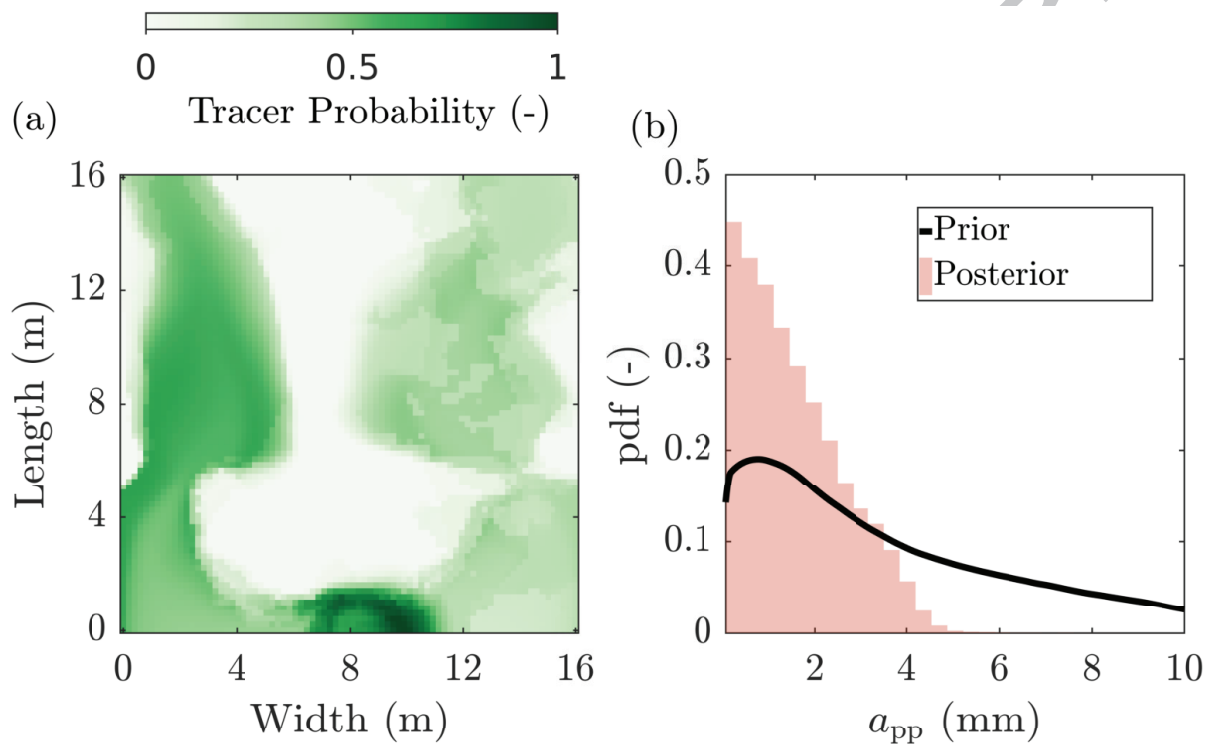 0 0.5 1
Tracer Probability (-)
(a)
16
12
8
4
0
Length (m)
0 4 8 12 16
Width (m)
(b)
0.5
0.4
0.3
0.2
0.1
0
pdf (-)
Prior
Posterior
2 4 6 8 10
a_pp (mm)